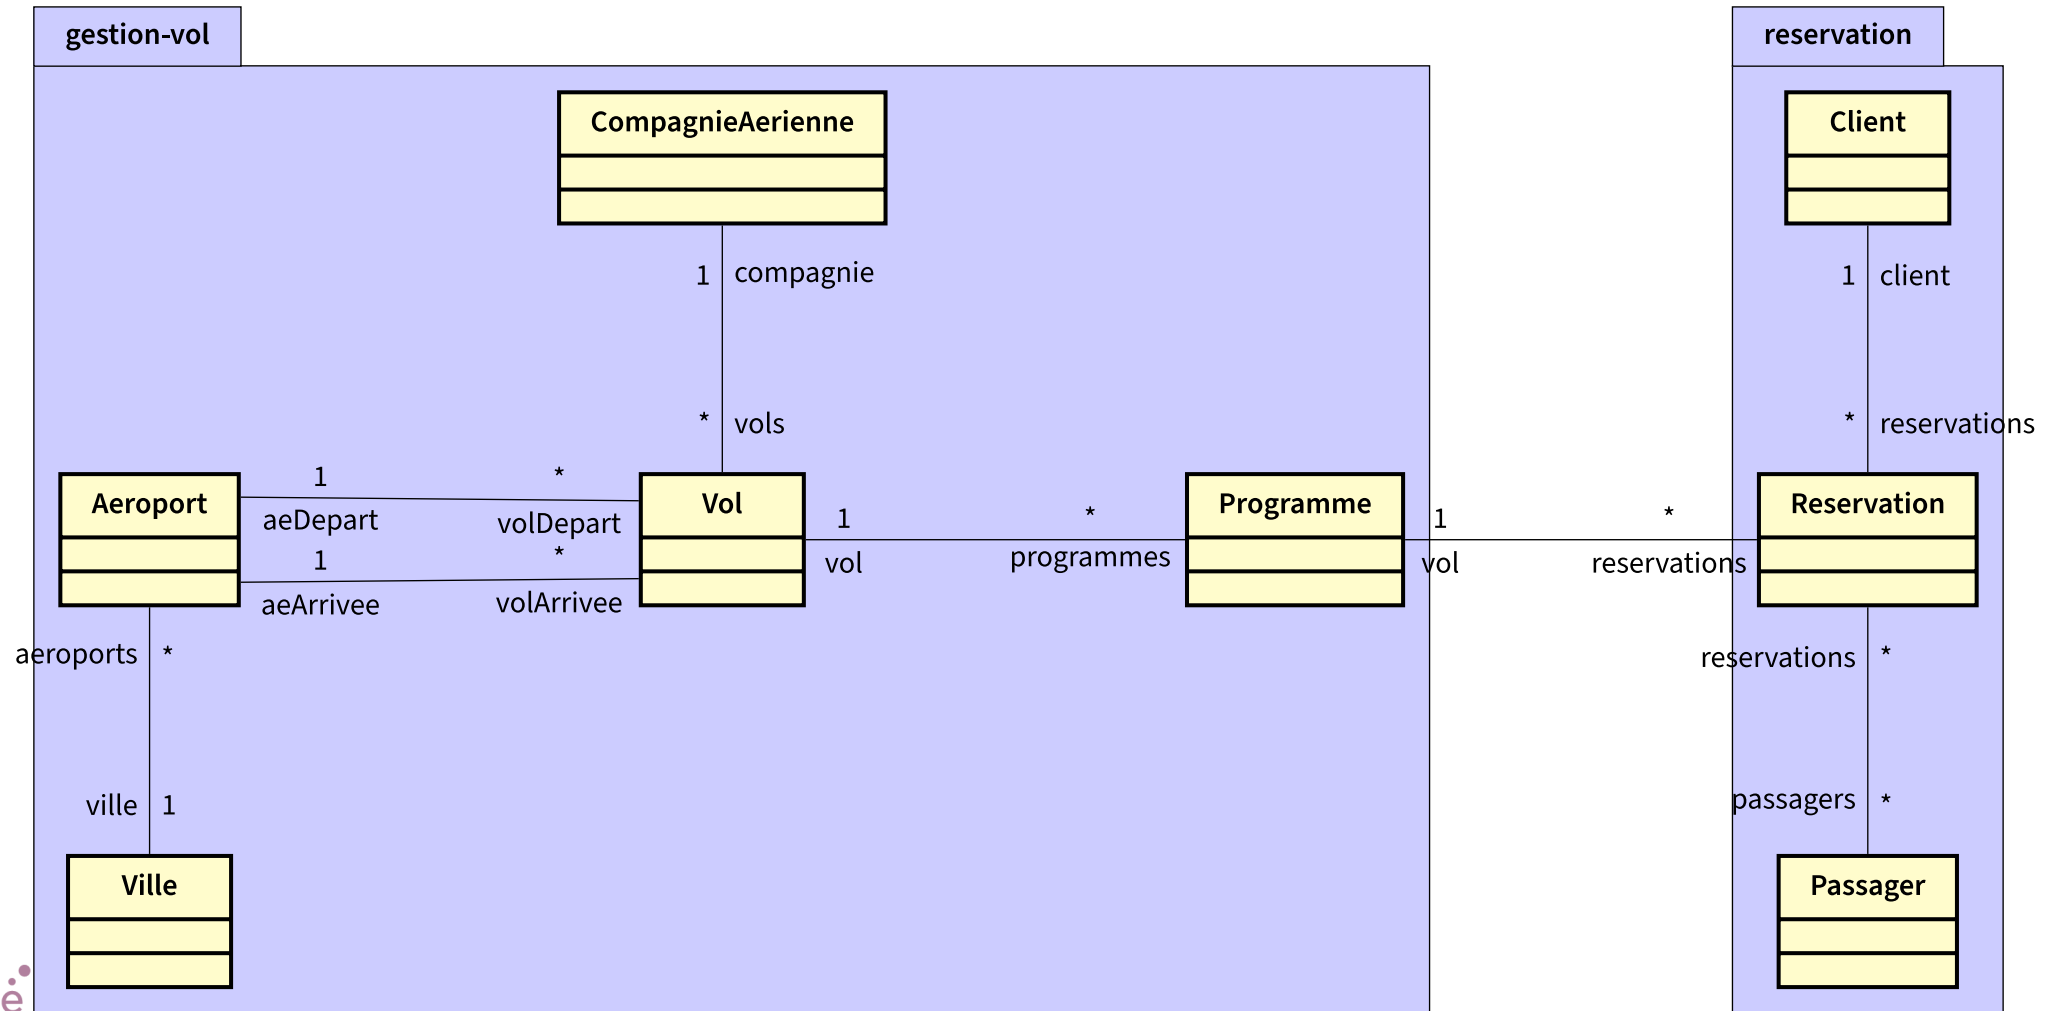 gestion-vol
reservation
CompagnieAerienne
Client
1 compagnie
1 client
* vols
* reservations
Aeroport
1
*
aeDepart
volDepart
1
*
aeArrivee
volArrivee
Vol
1
*
vol
programmes
Programme
1
*
vol
reservations
Reservation
aeroports *
reservations *
ville 1
passagers *
Ville
Passager
e